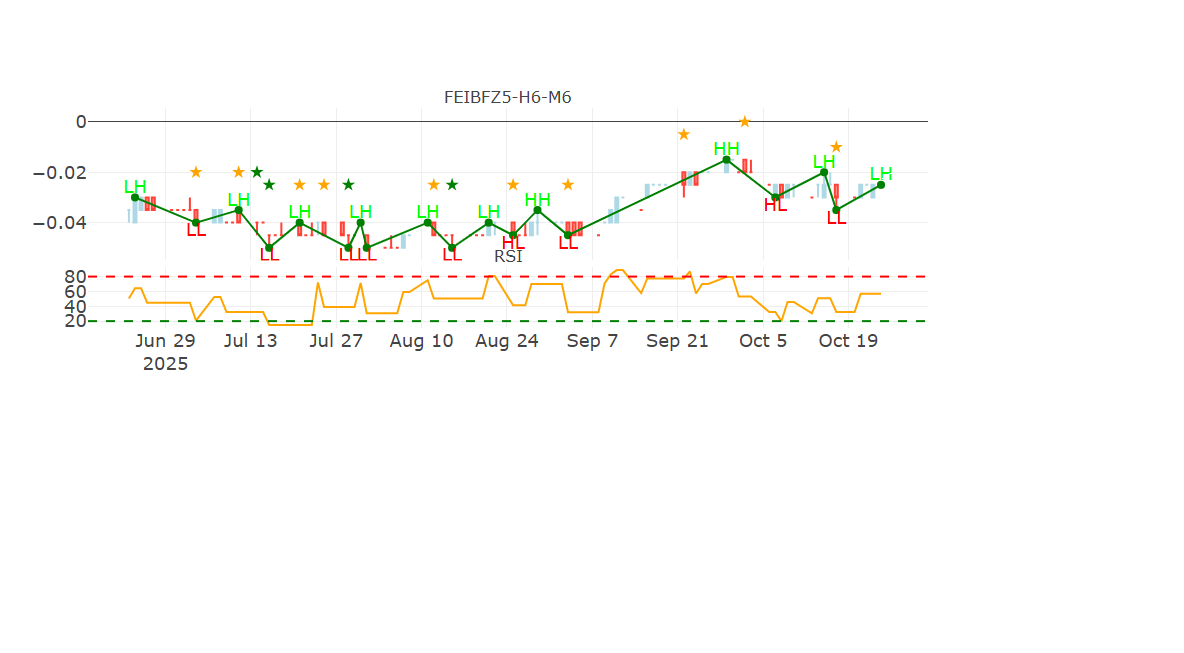 FEIBFZ5-H6-M6
0
−0.02
−0.04
LH
LL
LH
LL
LH
LL
LH
LL
LH
LL
LH
HL
HH
LL
HH
HL
LH
LL
LH
RSI
80
60
40
20
Jun 29
2025
Jul 13
Jul 27
Aug 10
Aug 24
Sep 7
Sep 21
Oct 5
Oct 19